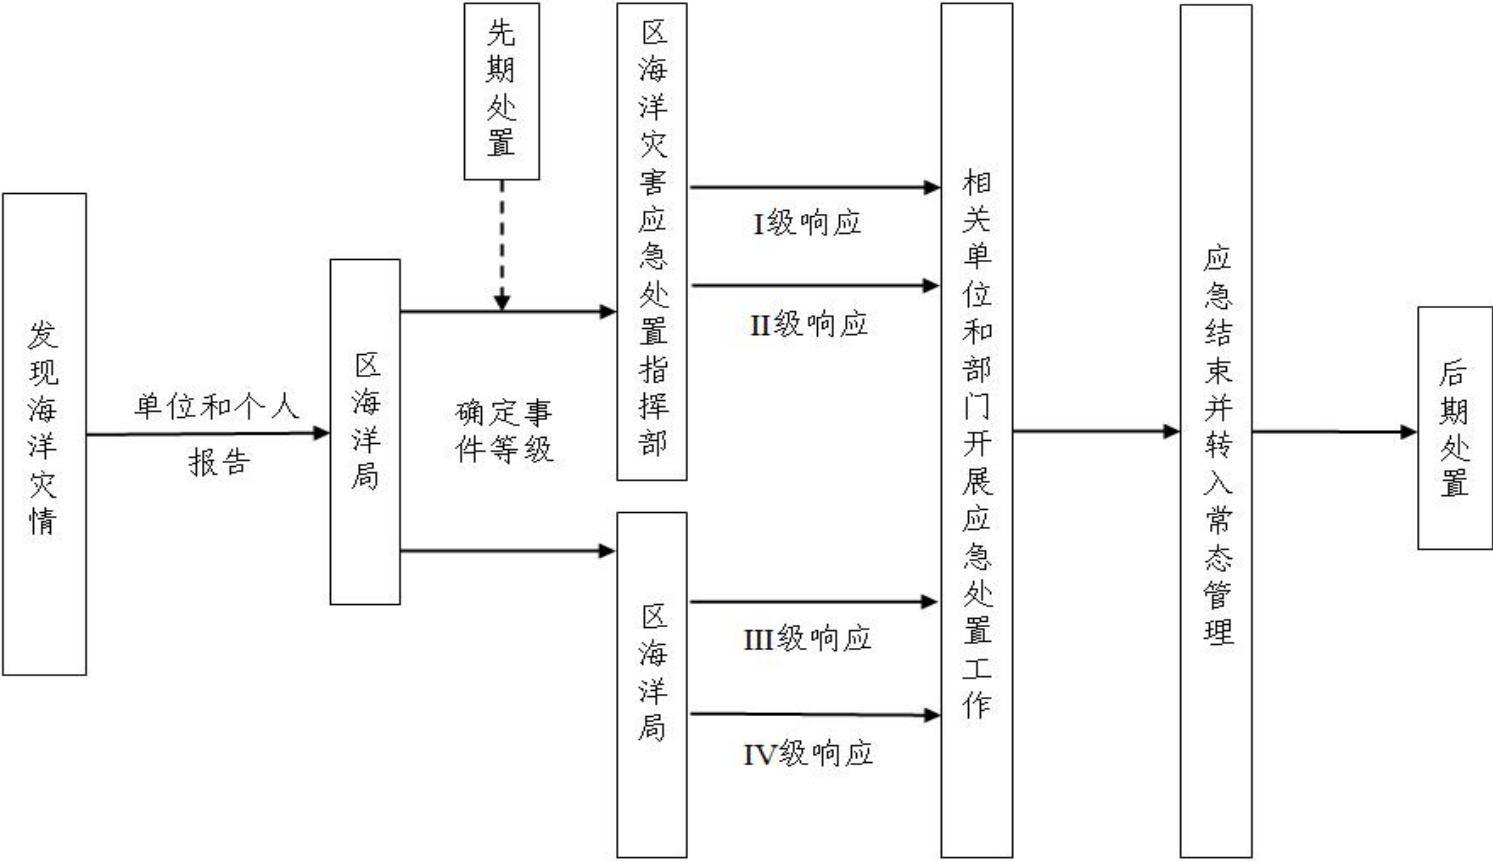 发现海洋灾情
单位和个人
报告
区海洋局
先期处置
确定事
件等级
区海洋灾害应急处置指挥部
区海洋局
I级响应
II级响应
III级响应
IV级响应
相关单位和部门开展应急处置工作
应急结束并转入常态管理
后期处置